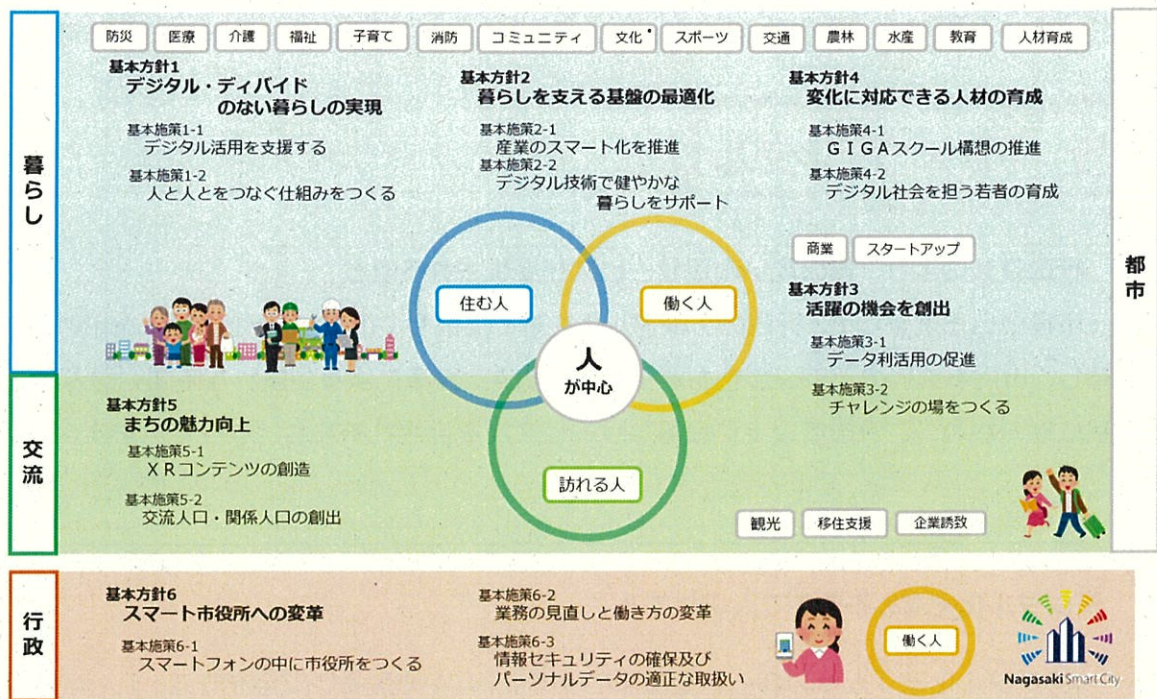 防災 医療 介護 福祉 子育て 消防 コミュニティ 文化 スポーツ 交通 農林 水産 教育 人材育成
暮らし
基本方針1
デジタル・ディバイド
のない暮らしの実現
基本施策1-1
デジタル活用を支援する
基本施策1-2
人と人とをつなぐ仕組みをつくる
基本方針2
暮らしを支える基盤の最適化
基本施策2-1
産業のスマート化を推進
基本施策2-2
デジタル技術で健やかな
暮らしをサポート
基本方針4
変化に対応できる人材の育成
基本施策4-1
GIGAスクール構想の推進
基本施策4-2
デジタル社会を担う若者の育成
商業 スタートアップ
基本方針3
活躍の機会を創出
基本施策3-1
データ利活用の促進
基本施策3-2
チャレンジの場をつくる
都市
住む人
働く人
人
が中心
訪れる人
交流
基本方針5
まちの魅力向上
基本施策5-1
XRコンテンツの創造
基本施策5-2
交流人口・関係人口の創出
観光 移住支援 企業誘致
行政
基本方針6
スマート市役所への変革
基本施策6-1
スマートフォンの中に市役所をつくる
基本施策6-2
業務の見直しと働き方の変革
基本施策6-3
情報セキュリティの確保及び
パーソナルデータの適正な取扱い
働く人
Nagasaki Smart City